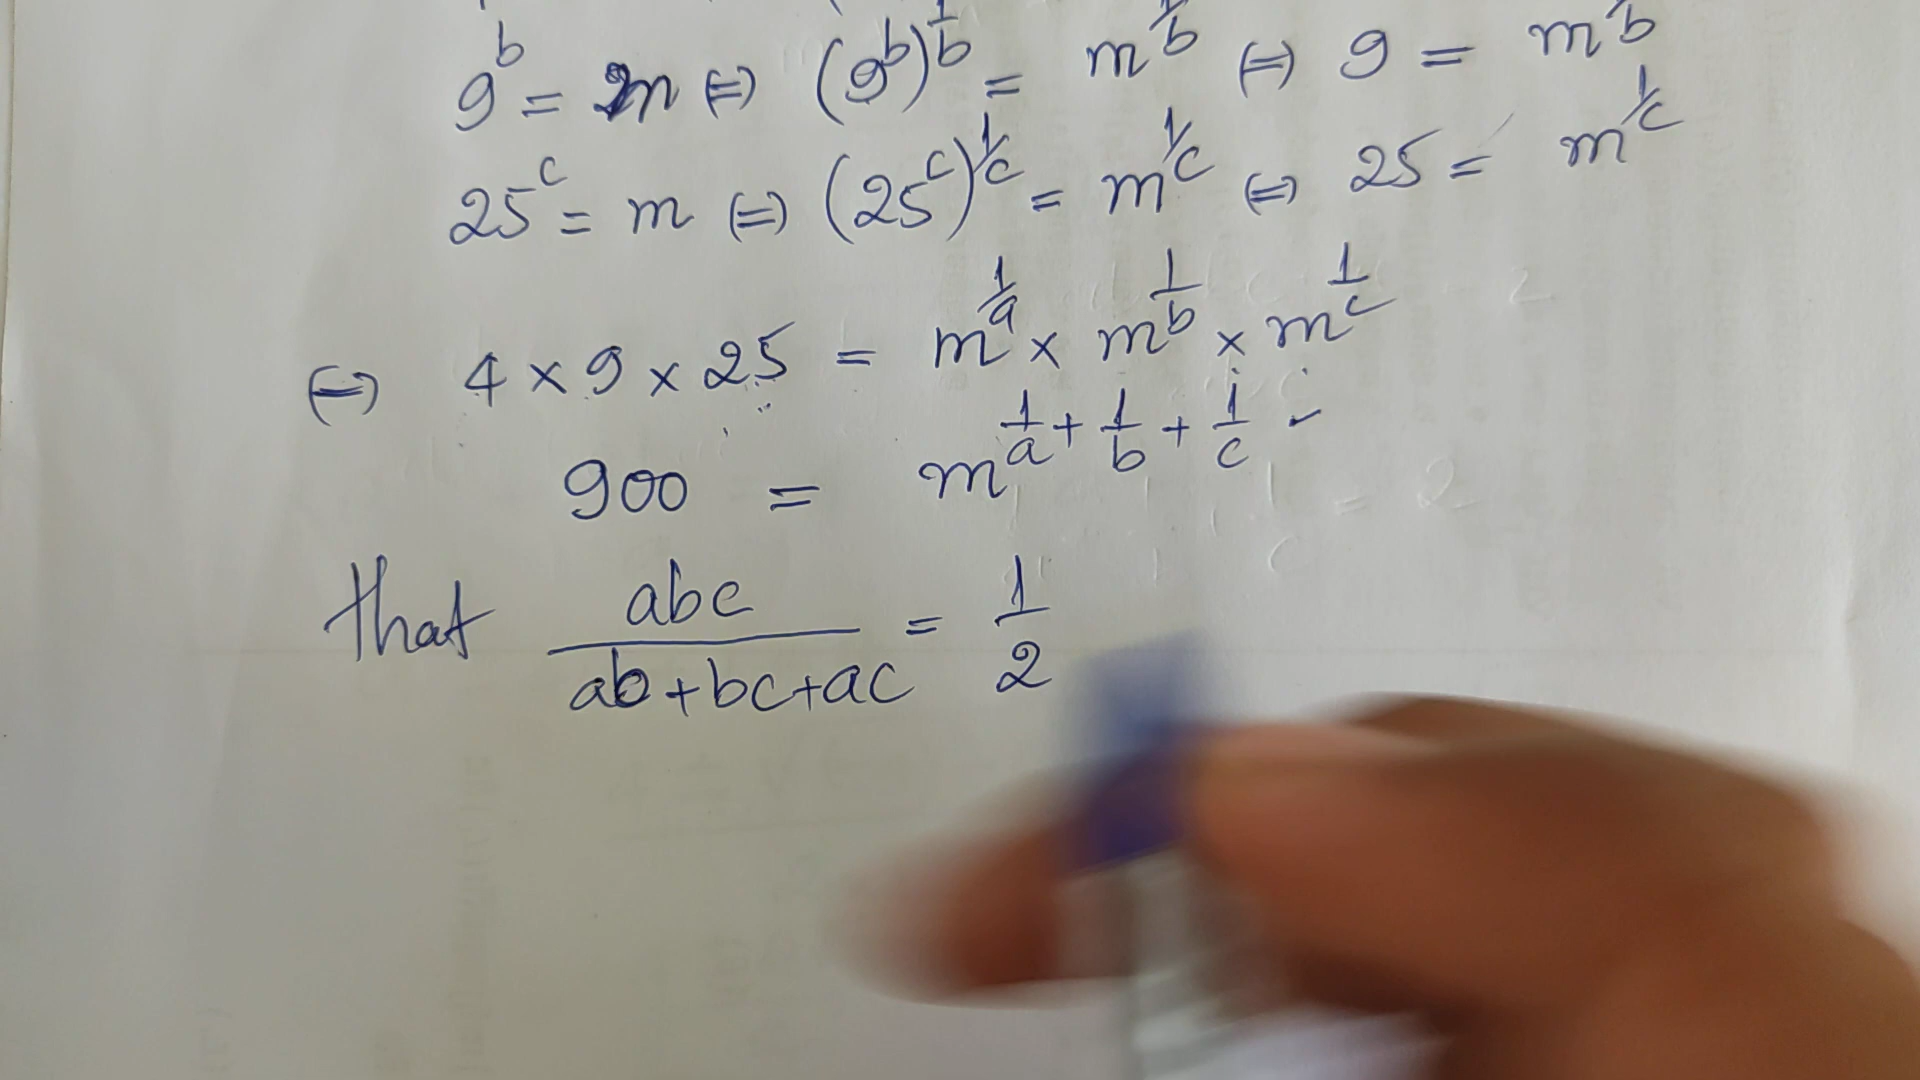 9^b = m ⇔ (9^b)^{1/b} = m^{1/b} ⇔ 9 = m^{1/b}
25^c = m ⇔ (25^c)^{1/c} = m^{1/c} ⇔ 25 = m^{1/c}
⇔ 4 × 9 × 25 = m^{1/a} × m^{1/b} × m^{1/c}
900 = m^{1/a + 1/b + 1/c}
that abc/(ab+bc+ac) = 1/2